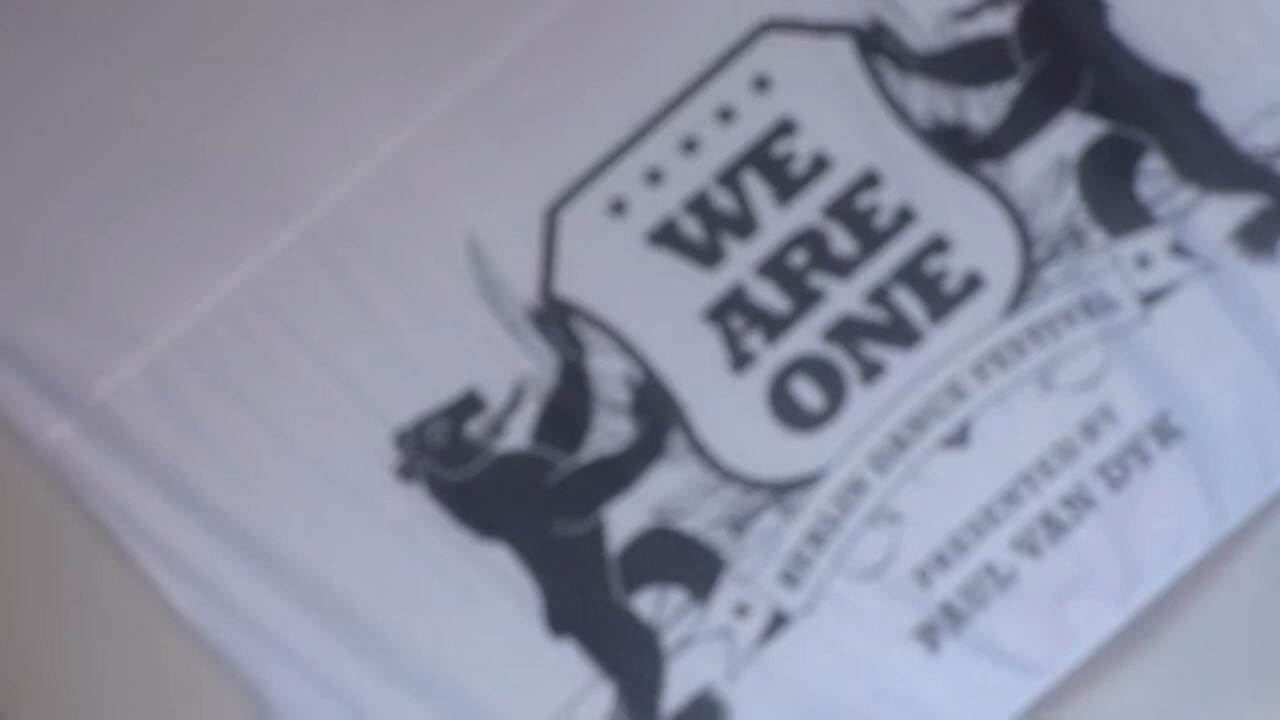 WE
ARE
ONE
BERLIN DANCE FESTIVAL
PRESENTED BY
PAUL VAN DYK